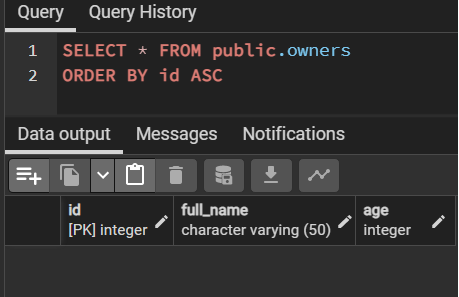 Query Query History
1 SELECT * FROM public.owners
2 ORDER BY id ASC
Data output Messages Notifications
id full_name age
[PK] integer character varying (50) integer